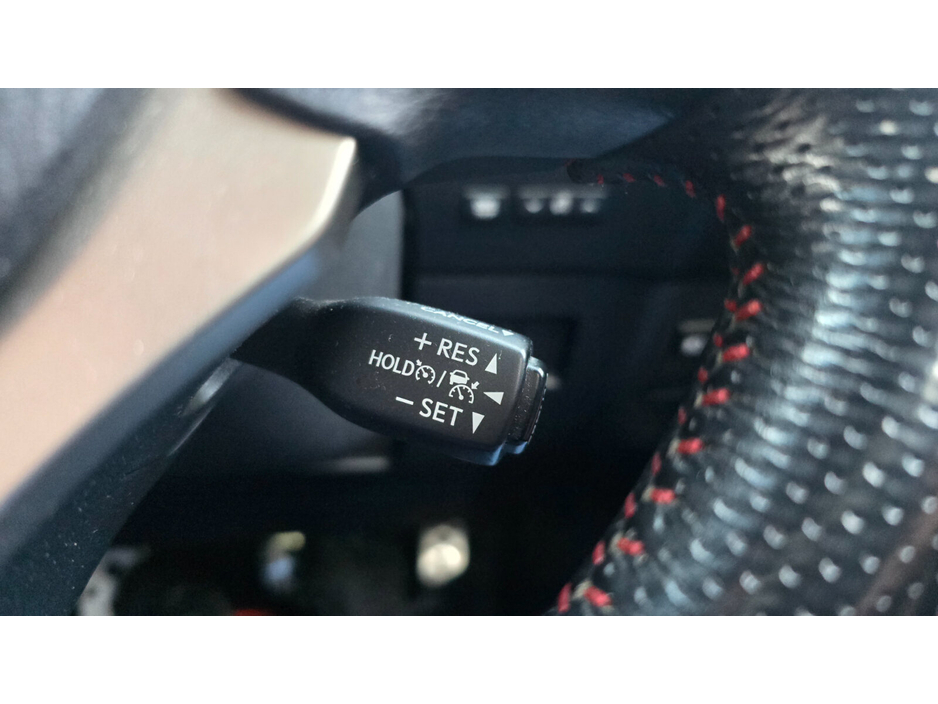 CANCEL
+ RES ▲
HOLD /
− SET ▼